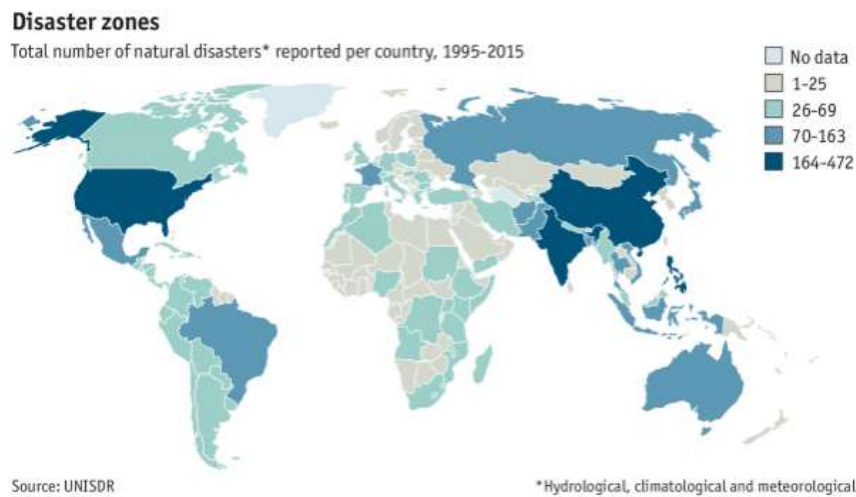 Disaster zones
Total number of natural disasters* reported per country, 1995-2015
No data
1-25
26-69
70-163
164-472
Source: UNISDR
*Hydrological, climatological and meteorological